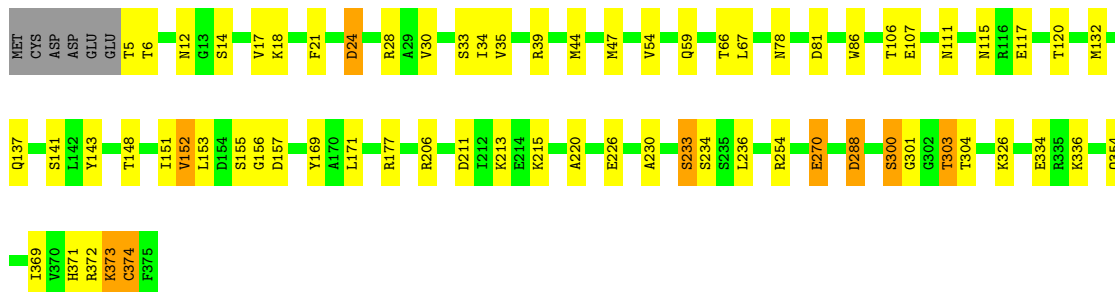 MET CYS ASP ASP GLU GLU T5 T6 N12 G13 S14 V17 K18 F21 D24 R28 A29 V30 S33 I34 V35 R39 M44 M47 V54 Q59 T66 L67 N78 D81 W86 T106 E107 N111 N115 R116 E117 T120 M132
Q137 S141 L142 Y143 T148 I151 V152 L153 D154 S155 G156 D157 Y169 A170 L171 R177 R206 D211 I212 K213 E214 K215 A220 E226 A230 S233 S234 S235 L236 R254 E270 D288 S300 G301 G302 T303 T304 K326 E334 R335 K336
I369 V370 H371 R372 K373 C374 F375